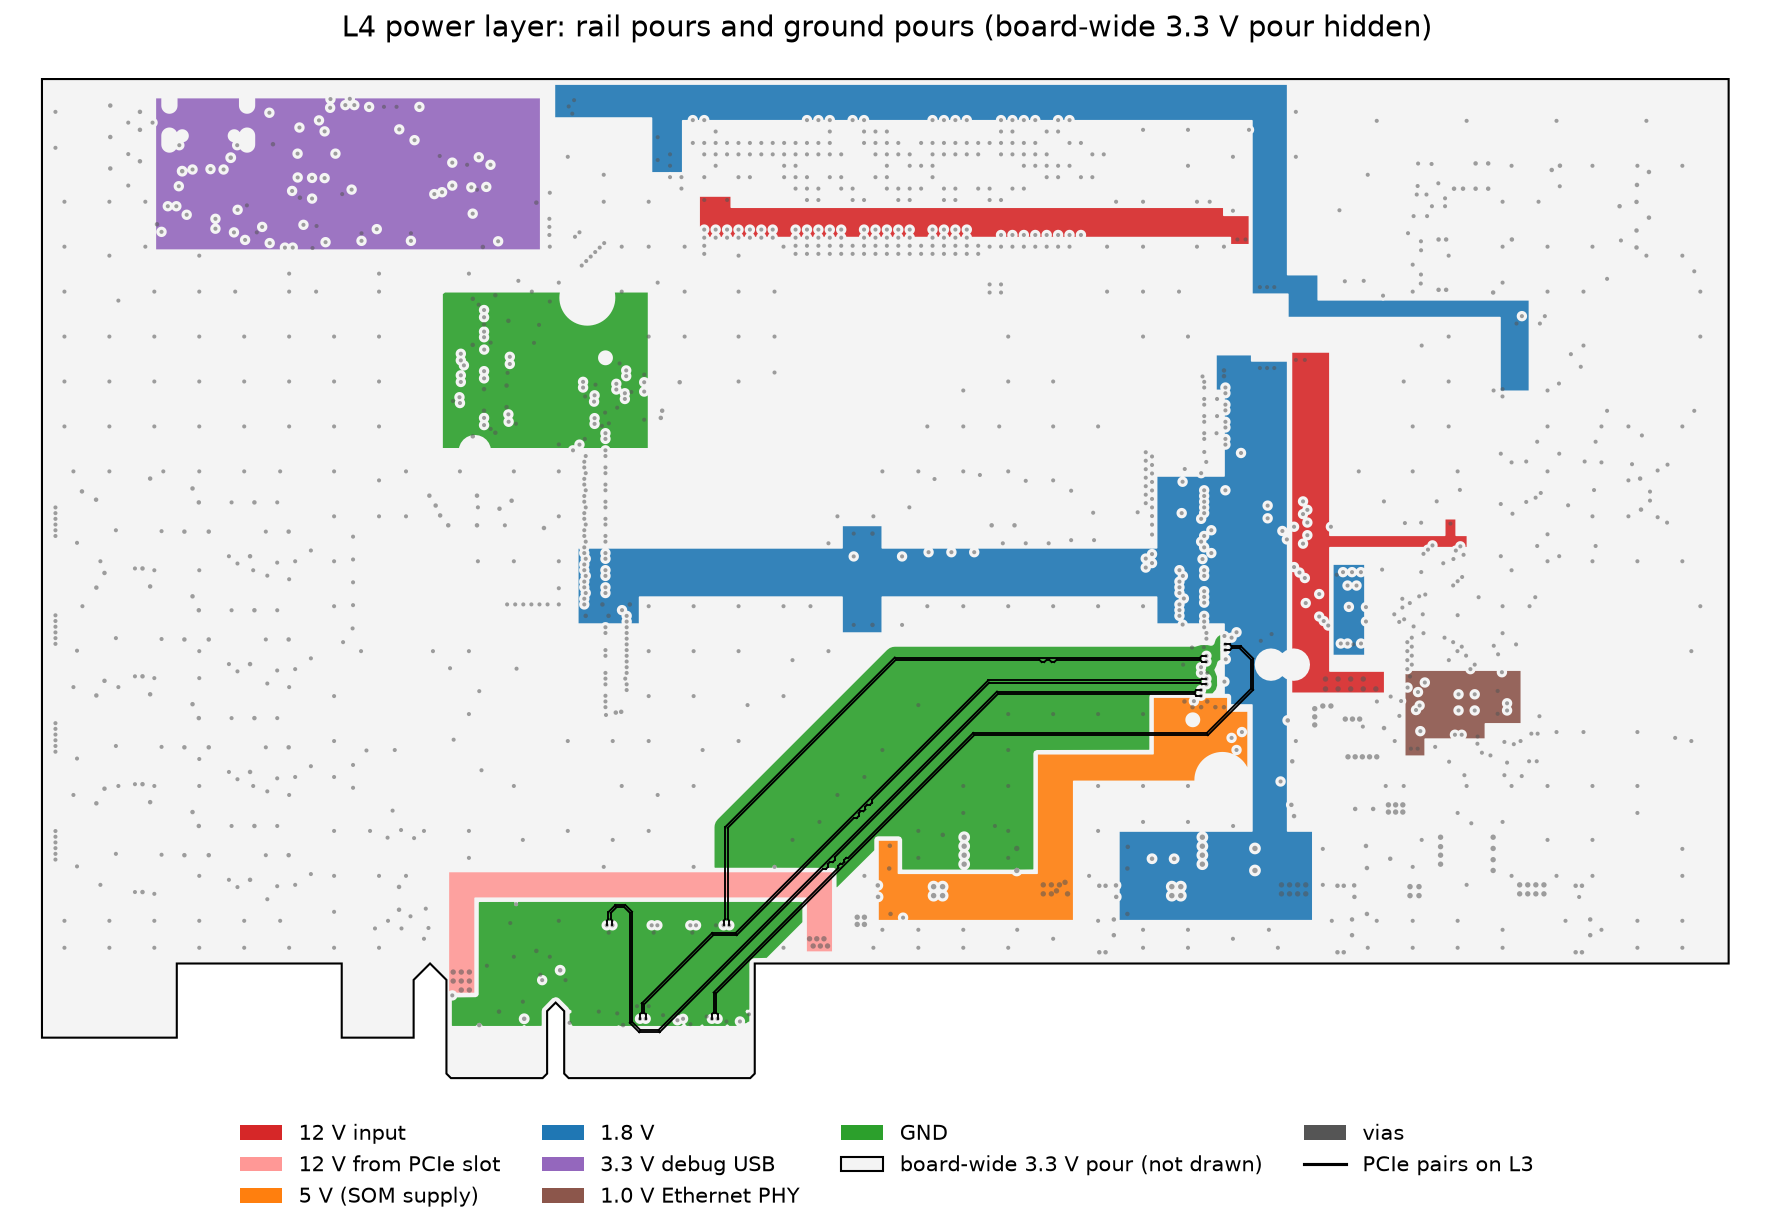 L4 power layer: rail pours and ground pours (board-wide 3.3 V pour hidden)
12 V input
12 V from PCIe slot
5 V (SOM supply)
1.8 V
3.3 V debug USB
1.0 V Ethernet PHY
GND
board-wide 3.3 V pour (not drawn)
vias
PCIe pairs on L3